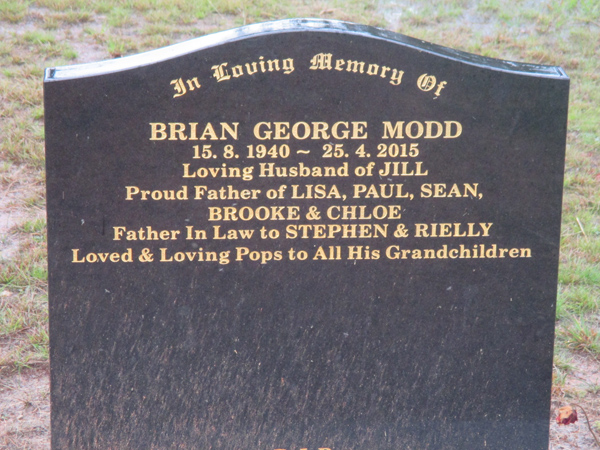 In Loving Memory Of
BRIAN GEORGE MODD
15. 8. 1940 ~ 25. 4. 2015
Loving Husband of JILL
Proud Father of LISA, PAUL, SEAN,
BROOKE & CHLOE
Father In Law to STEPHEN & RIELLY
Loved & Loving Pops to All His Grandchildren